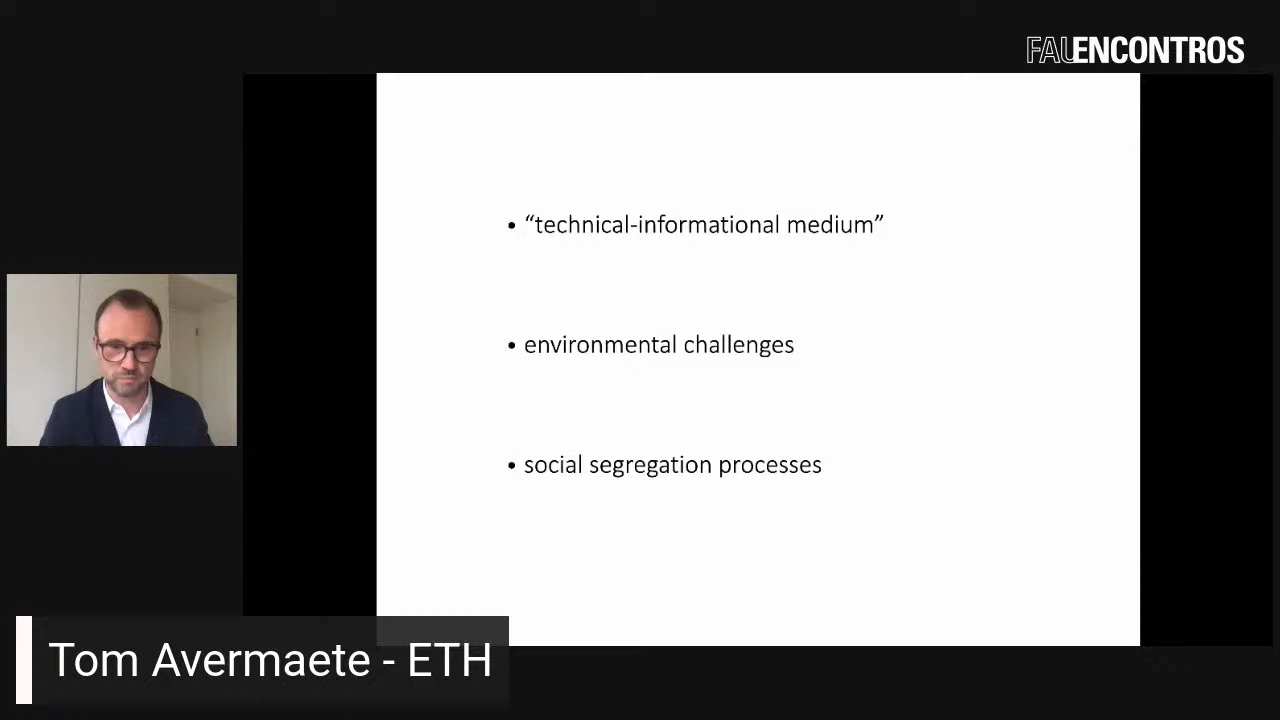 FAUENCONTROS
• “technical-informational medium”
• environmental challenges
• social segregation processes
Tom Avermaete - ETH